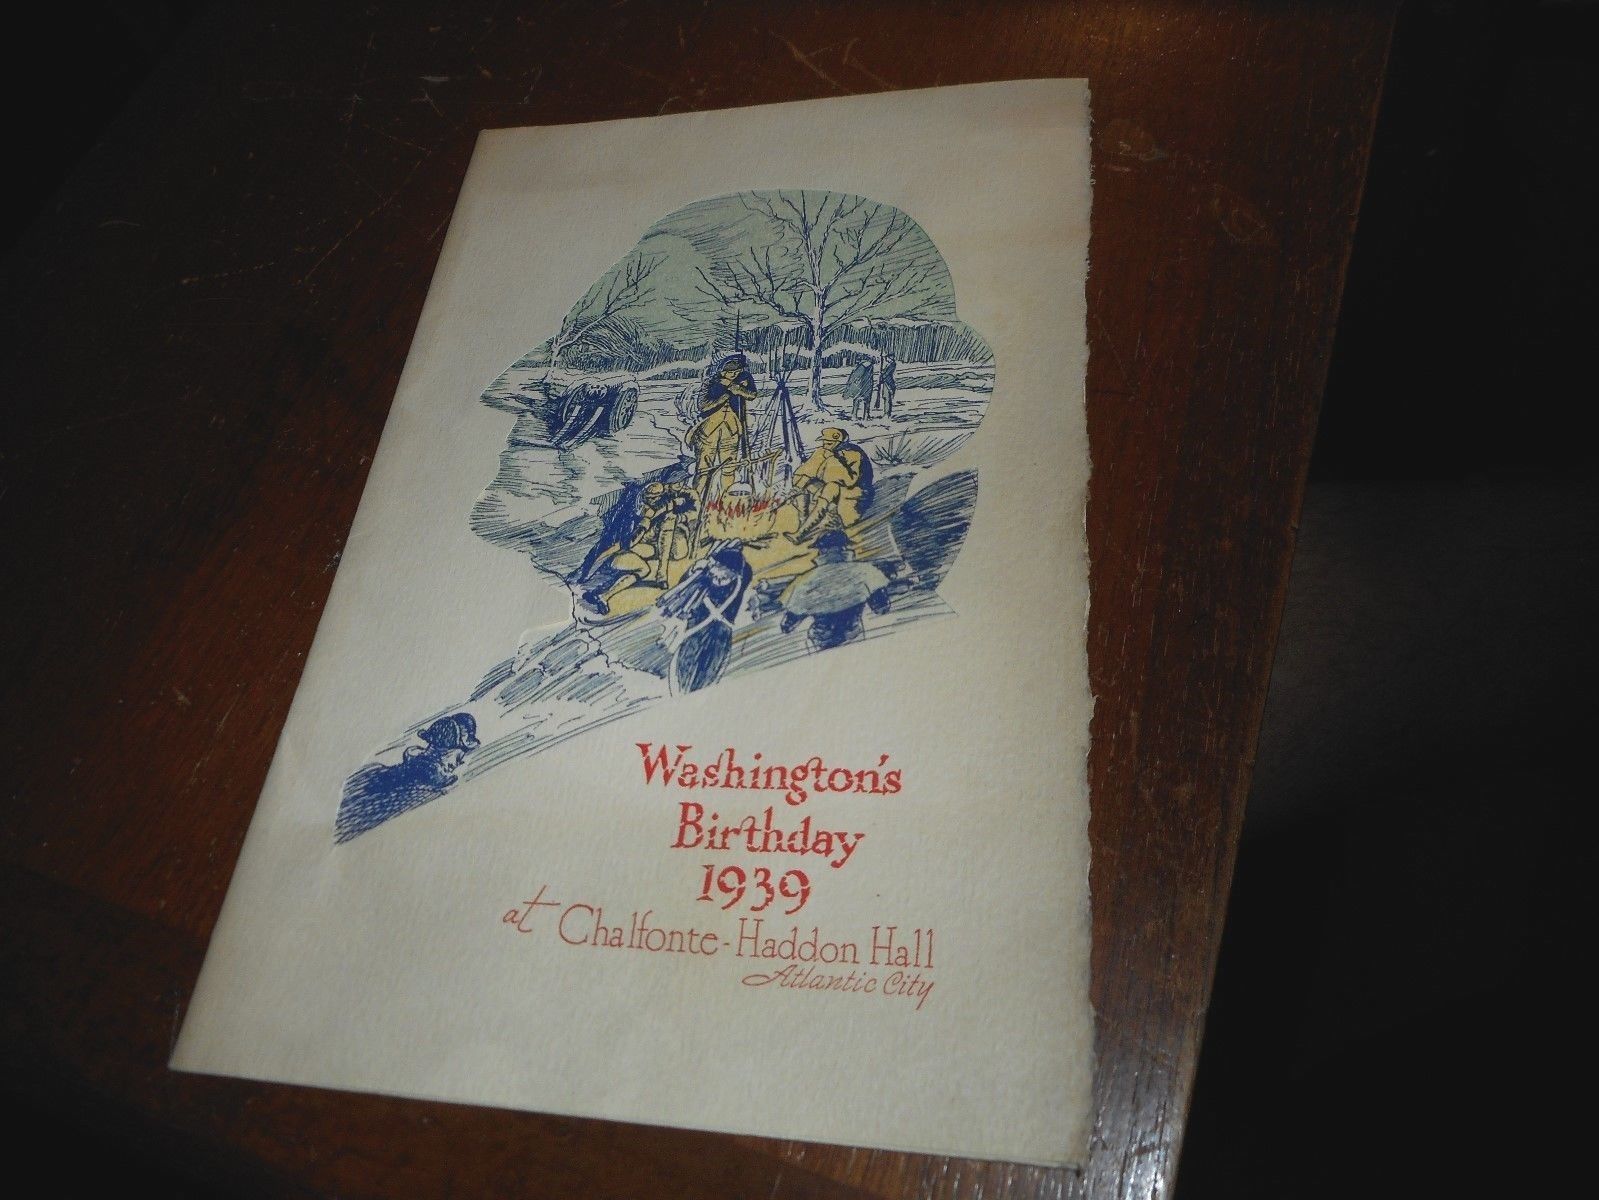 Washington's
Birthday
1939
at Chalfonte-Haddon Hall
Atlantic City